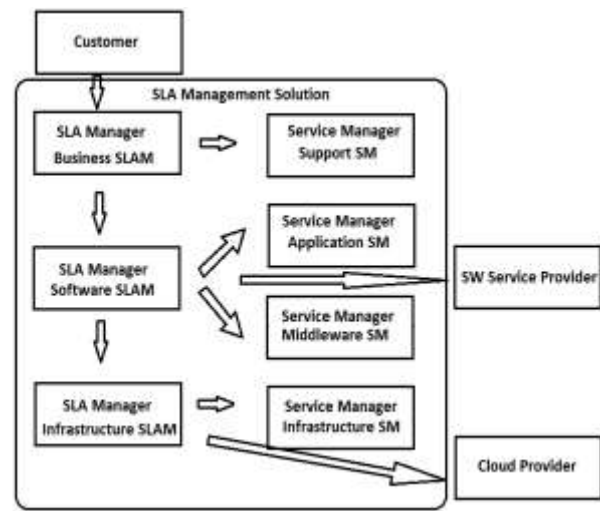 Customer
SLA Management Solution
SLA Manager
Business SLAM
Service Manager
Support SM
Service Manager
Application SM
SLA Manager
Software SLAM
SW Service Provider
Service Manager
Middleware SM
SLA Manager
Infrastructure SLAM
Service Manager
Infrastructure SM
Cloud Provider